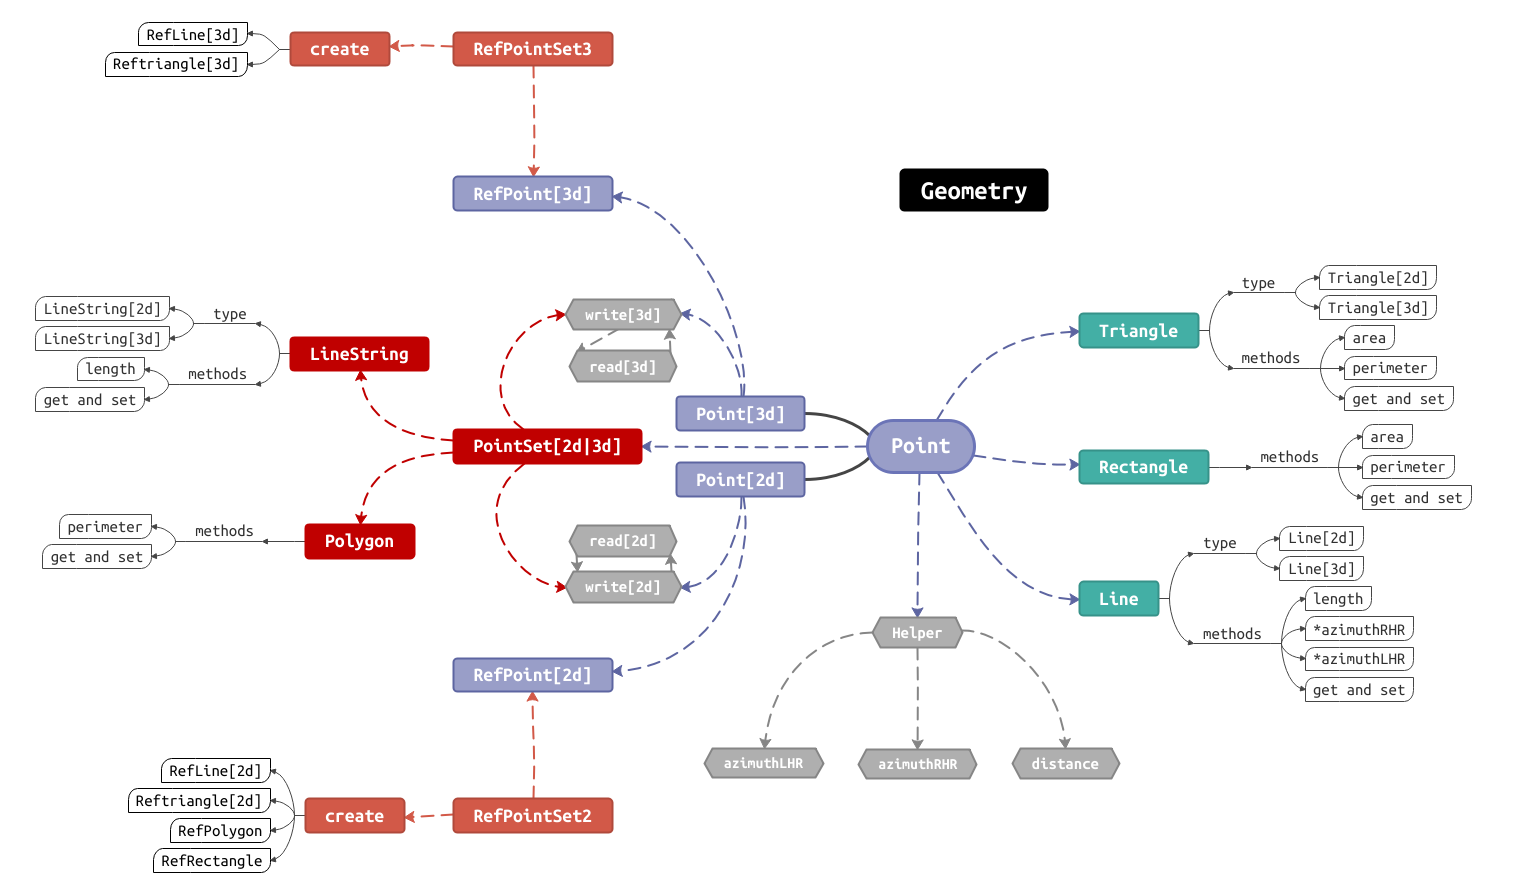 RefLine[3d]
Reftriangle[3d]
create
RefPointSet3
RefPoint[3d]
Geometry
LineString[2d]
LineString[3d]
type
length
get and set
methods
LineString
write[3d]
read[3d]
Point[3d]
PointSet[2d|3d]
Point[2d]
Point
perimeter
get and set
methods
Polygon
read[2d]
write[2d]
RefPoint[2d]
RefLine[2d]
Reftriangle[2d]
RefPolygon
RefRectangle
create
RefPointSet2
Triangle
type
Triangle[2d]
Triangle[3d]
methods
area
perimeter
get and set
Rectangle
methods
area
perimeter
get and set
Line
type
Line[2d]
Line[3d]
methods
length
*azimuthRHR
*azimuthLHR
get and set
Helper
azimuthLHR
azimuthRHR
distance